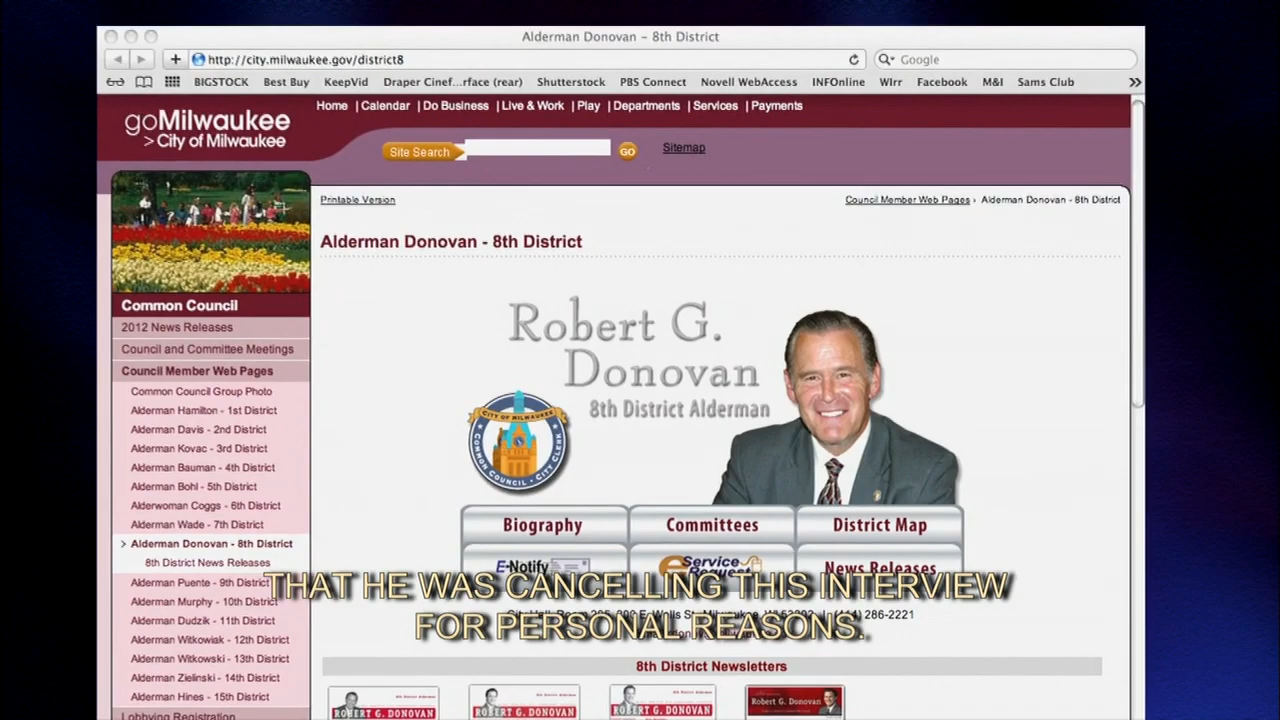 Alderman Donovan - 8th District
http://city.milwaukee.gov/district8
Google
BIGSTOCK Best Buy KeepVid Draper Cinef...rface (rear) Shutterstock PBS Connect Novell WebAccess INFOnline WIrr Facebook M&I Sams Club
Home | Calendar | Do Business | Live & Work | Play | Departments | Services | Payments
goMilwaukee
>City of Milwaukee
Site Search GO Sitemap
Printable Version
Council Member Web Pages › Alderman Donovan - 8th District
Alderman Donovan - 8th District
Common Council
2012 News Releases
Council and Committee Meetings
Council Member Web Pages
Common Council Group Photo
Alderman Hamilton - 1st District
Alderman Davis - 2nd District
Alderman Kovac - 3rd District
Alderman Bauman - 4th District
Alderman Bohl - 5th District
Alderwoman Coggs - 6th District
Alderman Wade - 7th District
Alderman Donovan - 8th District
8th District News Releases
Alderman Puente - 9th District
Alderman Murphy - 10th District
Alderman Dudzik - 11th District
Alderman Witkowiak - 12th District
Alderman Witkowski - 13th District
Alderman Zielinski - 14th District
Alderman Hines - 15th District
Lobbying Registration
Robert G.
Donovan
8th District Alderman
CITY OF MILWAUKEE
COMMON COUNCIL • CITY CLERK
Biography Committees District Map
E-Notify e Service Request News Releases
THAT HE WAS CANCELLING THIS INTERVIEW
FOR PERSONAL REASONS.
286-2221
8th District Newsletters
ROBERT G. DONOVAN
ROBERT G. DONOVAN
ROBERT G. DONOVAN
Robert G. Donovan